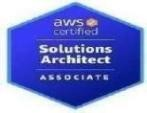 aws
certified
Solutions
Architect
ASSOCIATE